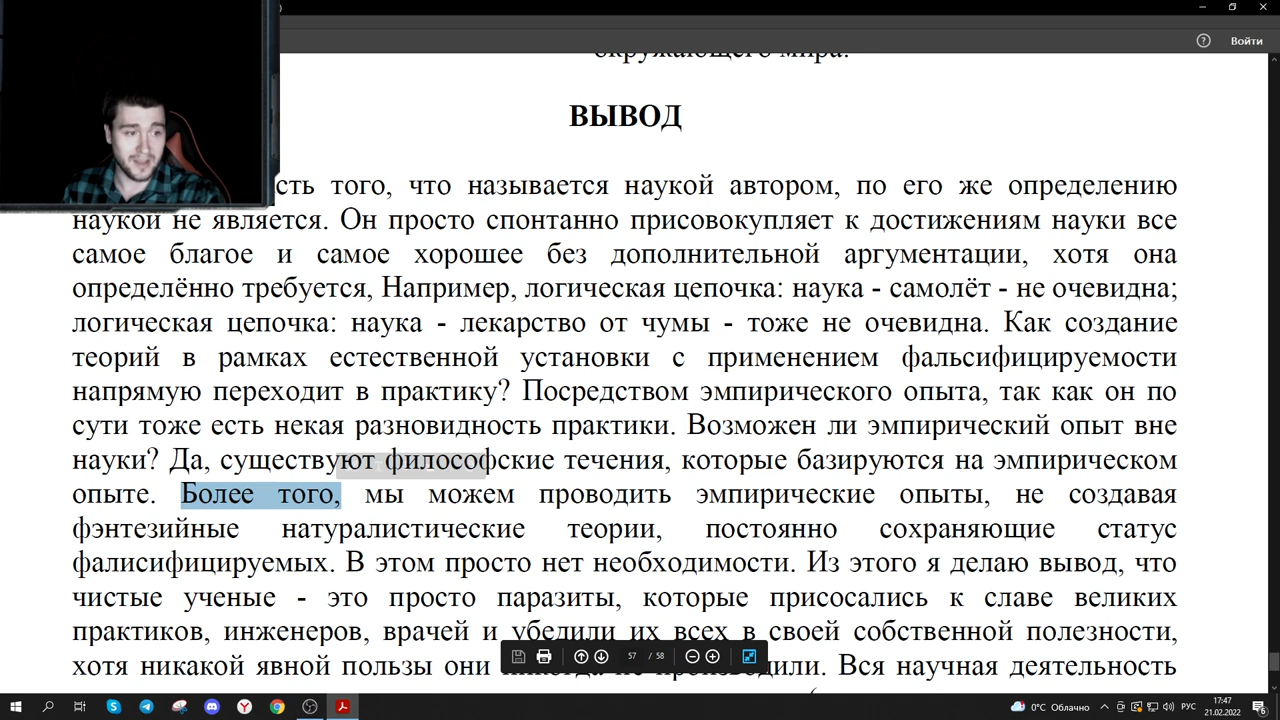 Войти
окружающего мира.
ВЫВОД
сть того, что называется наукой автором, по его же определению
наукой не является. Он просто спонтанно присовокупляет к достижениям науки все
самое благое и самое хорошее без дополнительной аргументации, хотя она
определённо требуется, Например, логическая цепочка: наука - самолёт - не очевидна;
логическая цепочка: наука - лекарство от чумы - тоже не очевидна. Как создание
теорий в рамках естественной установки с применением фальсифицируемости
напрямую переходит в практику? Посредством эмпирического опыта, так как он по
сути тоже есть некая разновидность практики. Возможен ли эмпирический опыт вне
науки? Да, существуют философские течения, которые базируются на эмпирическом
опыте. Более того, мы можем проводить эмпирические опыты, не создавая
фэнтезийные натуралистические теории, постоянно сохраняющие статус
фалисифицируемых. В этом просто нет необходимости. Из этого я делаю вывод, что
чистые ученые - это просто паразиты, которые присосались к славе великих
практиков, инженеров, врачей и убедили их всех в своей собственной полезности,
хотя никакой явной пользы они никогда не производили. Вся научная деятельность
57 / 58
0°C Облачно
РУС
17:47
21.02.2022
6